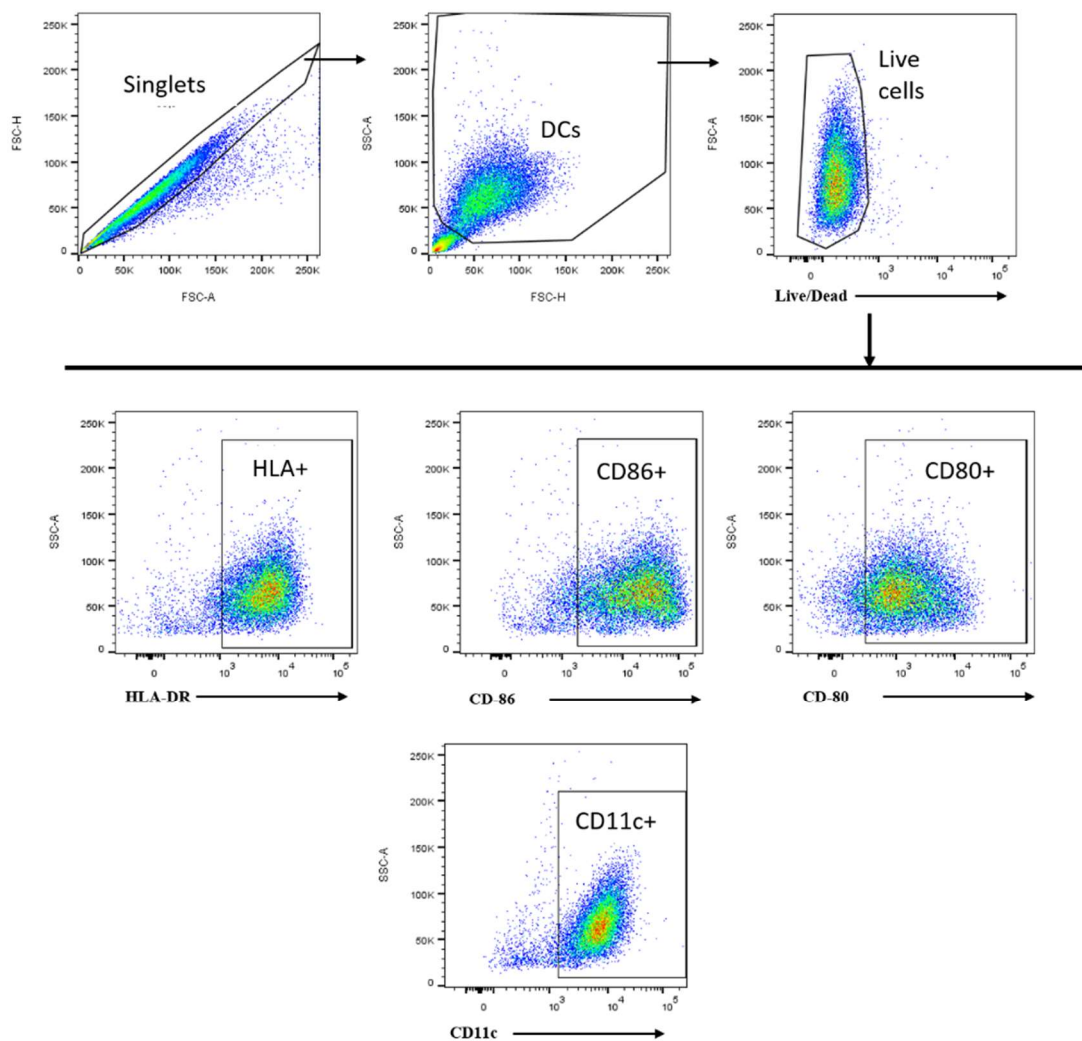 250K
200K
150K
100K
50K
0
FSC-H
Singlets
0 50K 100K 150K 200K 250K
FSC-A
250K
200K
150K
100K
50K
0
SSC-A
DCs
0 50K 100K 150K 200K 250K
FSC-H
250K
200K
150K
100K
50K
0
FSC-A
Live
cells
0 10³ 10⁴ 10⁵
Live/Dead
250K
200K
150K
100K
50K
0
SSC-A
HLA+
0 10³ 10⁴ 10⁵
HLA-DR
250K
200K
150K
100K
50K
0
SSC-A
CD86+
0 10³ 10⁴ 10⁵
CD-86
250K
200K
150K
100K
50K
0
SSC-A
CD80+
0 10³ 10⁴ 10⁵
CD-80
250K
200K
150K
100K
50K
0
SSC-A
CD11c+
0 10³ 10⁴ 10⁵
CD11c